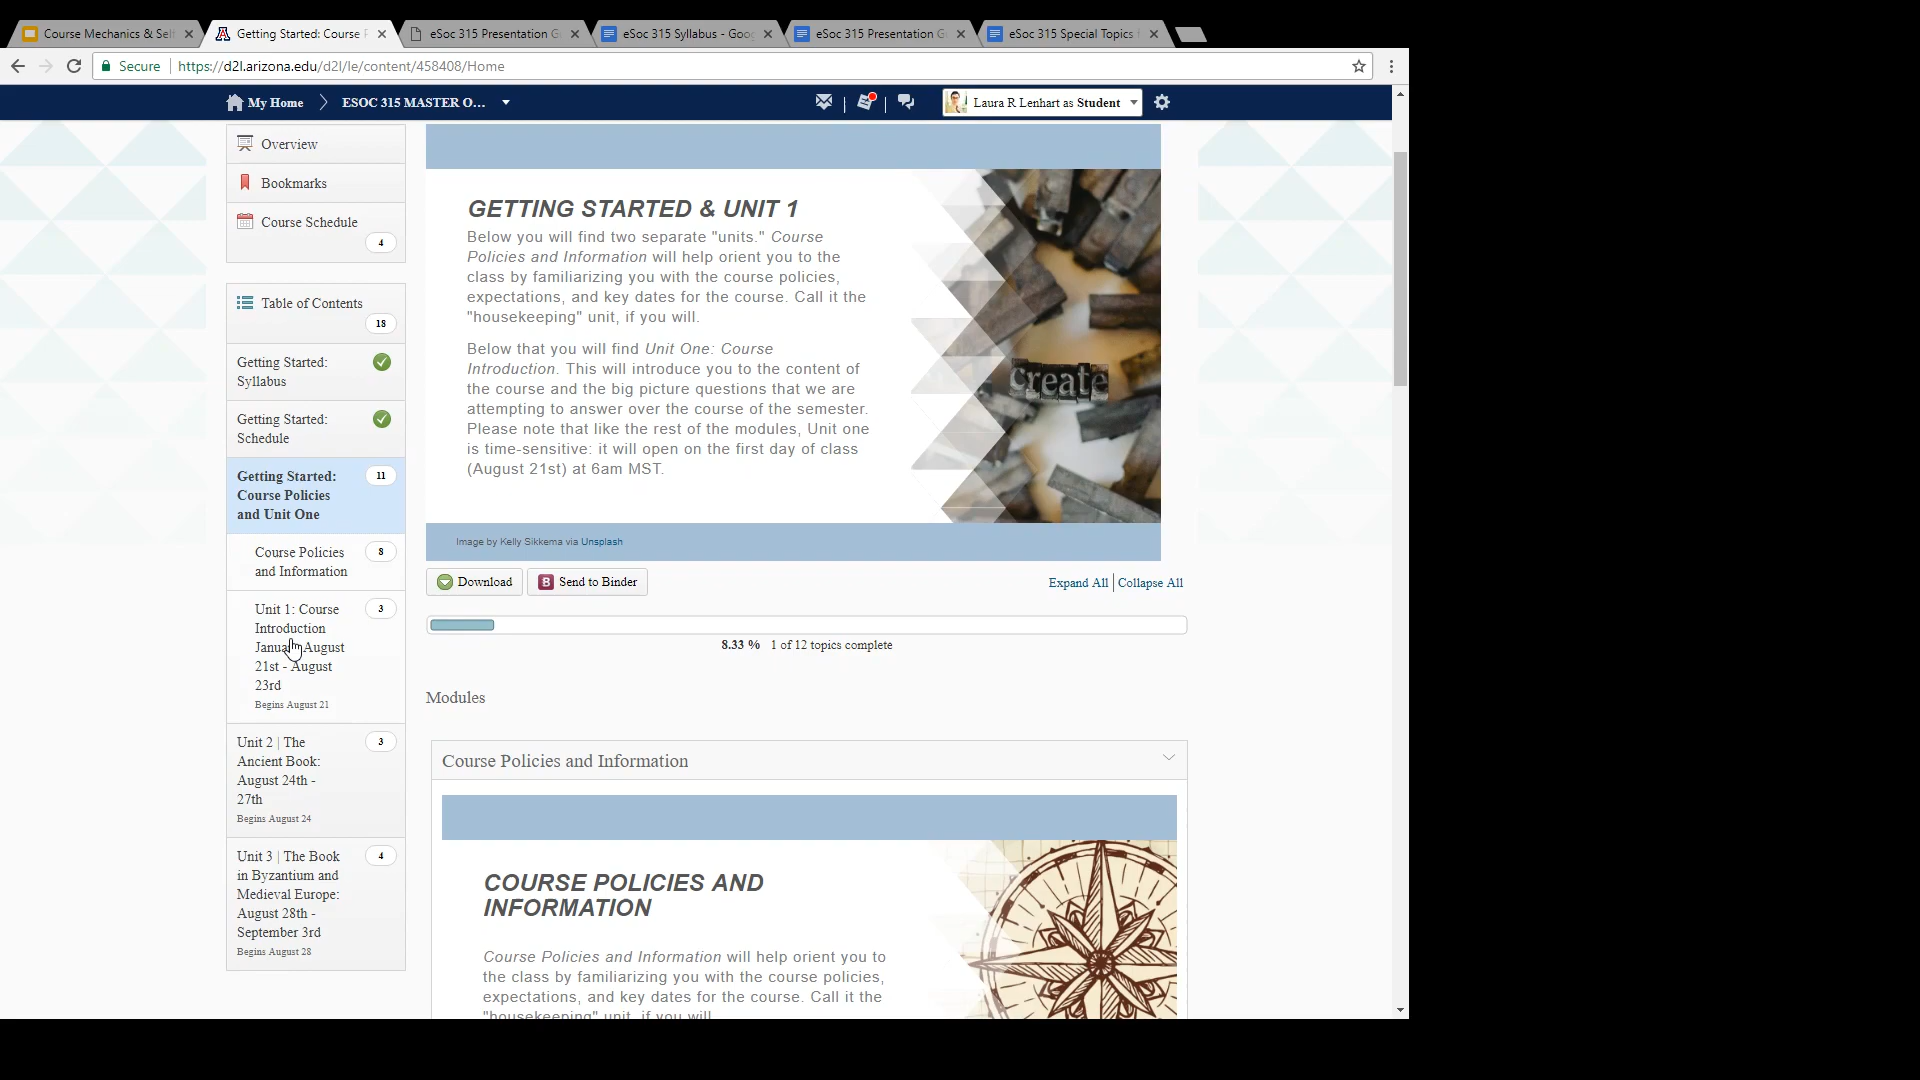 Course Mechanics & Sel
Getting Started: Course P
eSoc 315 Presentation G
eSoc 315 Syllabus - Goo
eSoc 315 Presentation G
eSoc 315 Special Topics
Secure
https://d2l.arizona.edu/d2l/le/content/458408/Home
My Home
ESOC 315 MASTER O...
Laura R Lenhart as Student
Overview
Bookmarks
Course Schedule
4
Table of Contents
18
Getting Started:
Syllabus
Getting Started:
Schedule
Getting Started:
Course Policies
and Unit One
11
Course Policies
and Information
8
Unit 1: Course
Introduction
August
21st - August
23rd
Begins August 21
3
Unit 2 | The
Ancient Book:
August 24th -
27th
Begins August 24
3
Unit 3 | The Book
in Byzantium and
Medieval Europe:
August 28th -
September 3rd
Begins August 28
4
GETTING STARTED & UNIT 1
Below you will find two separate "units." Course
Policies and Information will help orient you to the
class by familiarizing you with the course policies,
expectations, and key dates for the course. Call it the
"housekeeping" unit, if you will.
Below that you will find Unit One: Course
Introduction. This will introduce you to the content of
the course and the big picture questions that we are
attempting to answer over the course of the semester.
Please note that like the rest of the modules, Unit one
is time-sensitive: it will open on the first day of class
(August 21st) at 6am MST.
create
Image by Kelly Sikkema via Unsplash
Download
B Send to Binder
Expand All | Collapse All
8.33 % 1 of 12 topics complete
Modules
Course Policies and Information
COURSE POLICIES AND
INFORMATION
Course Policies and Information will help orient you to
the class by familiarizing you with the course policies,
expectations, and key dates for the course. Call it the
"housekeeping" unit, if you will.